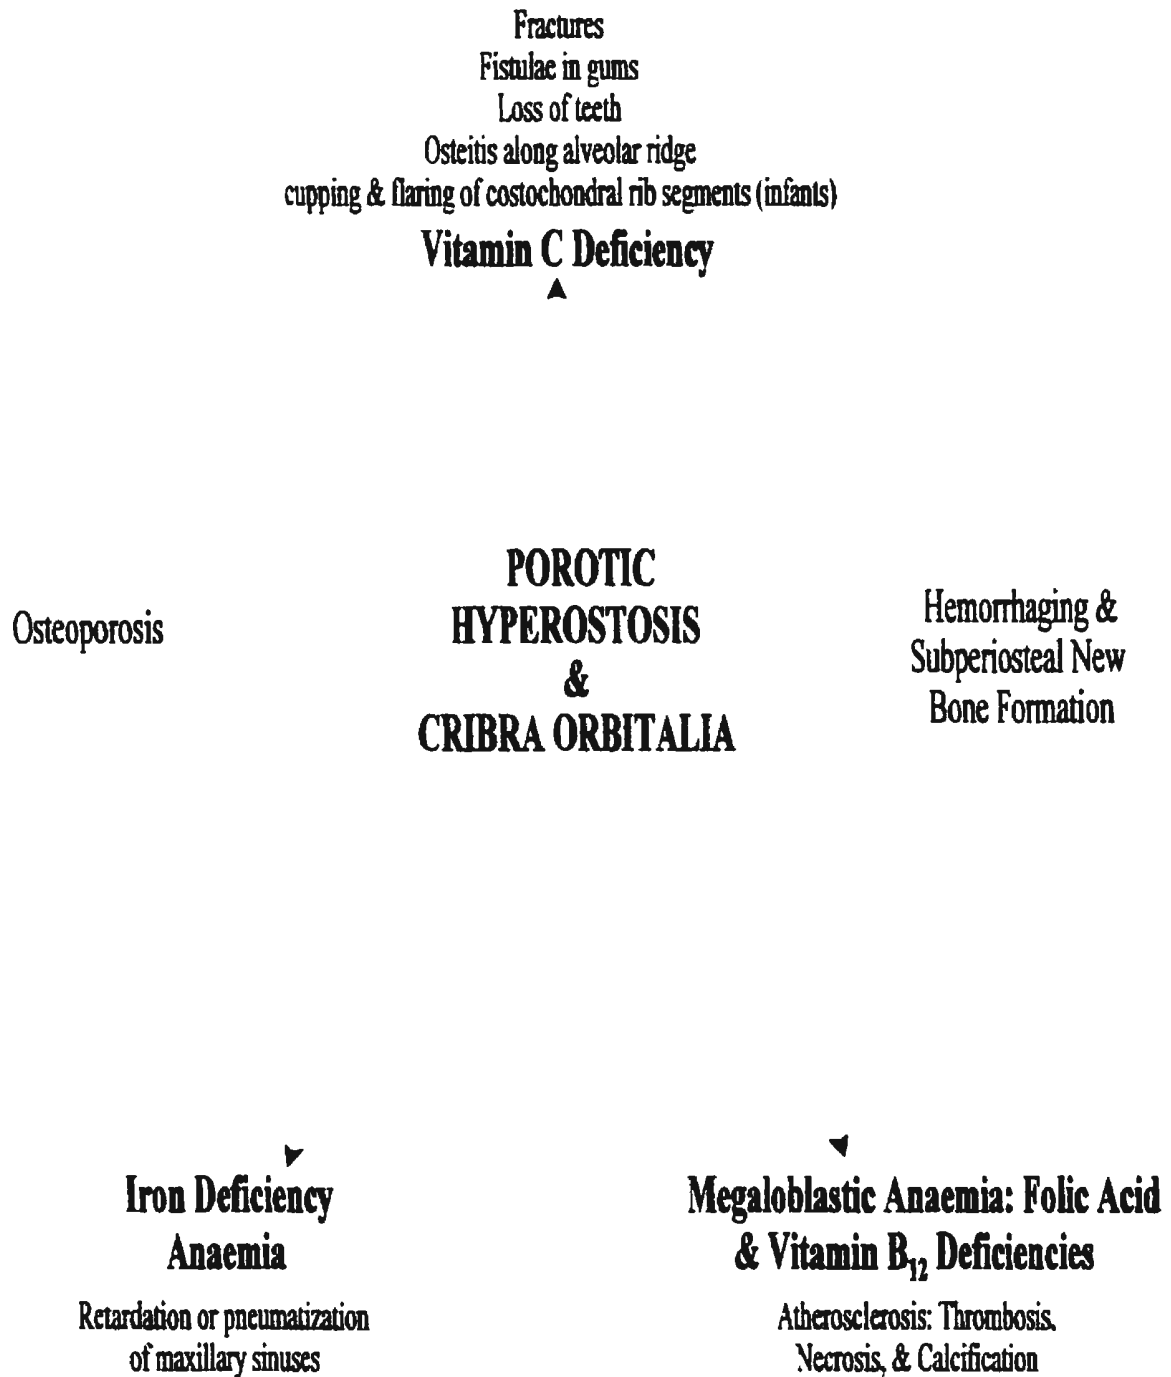 Fractures
Fistulae in gums
Loss of teeth
Osteitis along alveolar ridge
cupping & flaring of costochondral rib segments (infants)
Vitamin C Deficiency
Osteoporosis
POROTIC
HYPEROSTOSIS
&
CRIBRA ORBITALIA
Hemorrhaging &
Subperiosteal New
Bone Formation
Iron Deficiency
Anaemia
Retardation or pneumatization
of maxillary sinuses
Megaloblastic Anaemia: Folic Acid
& Vitamin B₁₂ Deficiencies
Atherosclerosis: Thrombosis,
Necrosis, & Calcification